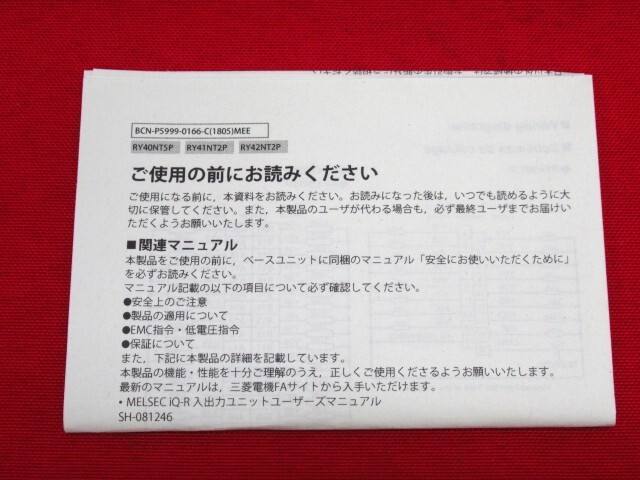 BCN-P5999-0166-C(1805)MEE
RY40NT5P RY41NT2P RY42NT2P
ご使用の前にお読みください
ご使用になる前に，本資料をお読みください。お読みになった後は，いつでも読めるように大
切に保管してください。また，本製品のユーザが代わる場合も，必ず最終ユーザまでお届けい
ただくようお願いいたします。
■関連マニュアル
本製品をご使用の前に，ベースユニットに同梱のマニュアル「安全にお使いいただくために」
を必ずお読みください。
マニュアル記載の以下の項目について必ず確認してください。
●安全上のご注意
●製品の適用について
●EMC指令・低電圧指令
●保証について
また，下記に本製品の詳細を記載しています。
本製品の機能・性能を十分ご理解のうえ，正しくご使用くださるようお願いいたします。
最新のマニュアルは，三菱電機FAサイトから入手いただけます。
・MELSEC iQ-R 入出力ユニットユーザーズマニュアル
SH-081246